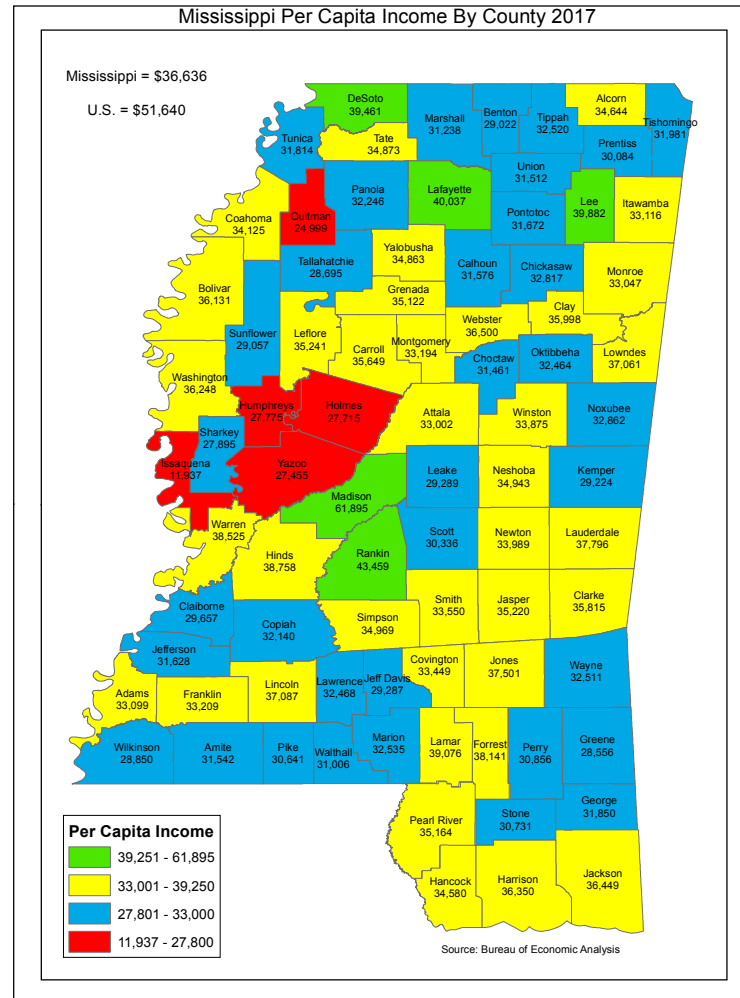 Mississippi Per Capita Income By County 2017
Mississippi = $36,636
U.S. = $51,640
DeSoto
39,461
Marshall
31,238
Benton
29,022
Tippah
32,520
Alcorn
34,644
Tishomingo
31,981
Tunica
31,814
Tate
34,873
Prentiss
30,084
Union
31,512
Panola
32,246
Lafayette
40,037
Pontotoc
31,672
Lee
39,882
Itawamba
33,116
Quitman
24,999
Coahoma
34,125
Yalobusha
34,863
Tallahatchie
28,695
Calhoun
31,576
Chickasaw
32,817
Monroe
33,047
Bolivar
36,131
Grenada
35,122
Clay
35,998
Webster
36,500
Sunflower
29,057
Leflore
35,241
Carroll
35,649
Montgomery
33,194
Choctaw
31,461
Oktibbeha
32,464
Lowndes
37,061
Washington
36,248
Humphreys
27,775
Holmes
27,715
Attala
33,002
Winston
33,875
Noxubee
32,862
Sharkey
27,895
Issaquena
11,937
Yazoo
27,455
Leake
29,289
Neshoba
34,943
Kemper
29,224
Madison
61,895
Warren
38,525
Scott
30,336
Newton
33,989
Lauderdale
37,796
Hinds
38,758
Rankin
43,459
Smith
33,550
Jasper
35,220
Clarke
35,815
Claiborne
29,657
Copiah
32,140
Simpson
34,969
Jefferson
31,628
Covington
33,449
Jones
37,501
Wayne
32,511
Adams
33,099
Franklin
33,209
Lincoln
37,087
Lawrence
32,468
Jeff Davis
29,287
Wilkinson
28,850
Amite
31,542
Pike
30,641
Walthall
31,006
Marion
32,535
Lamar
39,076
Forrest
38,141
Perry
30,856
Greene
28,556
George
31,850
Stone
30,731
Pearl River
35,164
Hancock
34,580
Harrison
36,350
Jackson
36,449
Per Capita Income
39,251 - 61,895
33,001 - 39,250
27,801 - 33,000
11,937 - 27,800
Source: Bureau of Economic Analysis